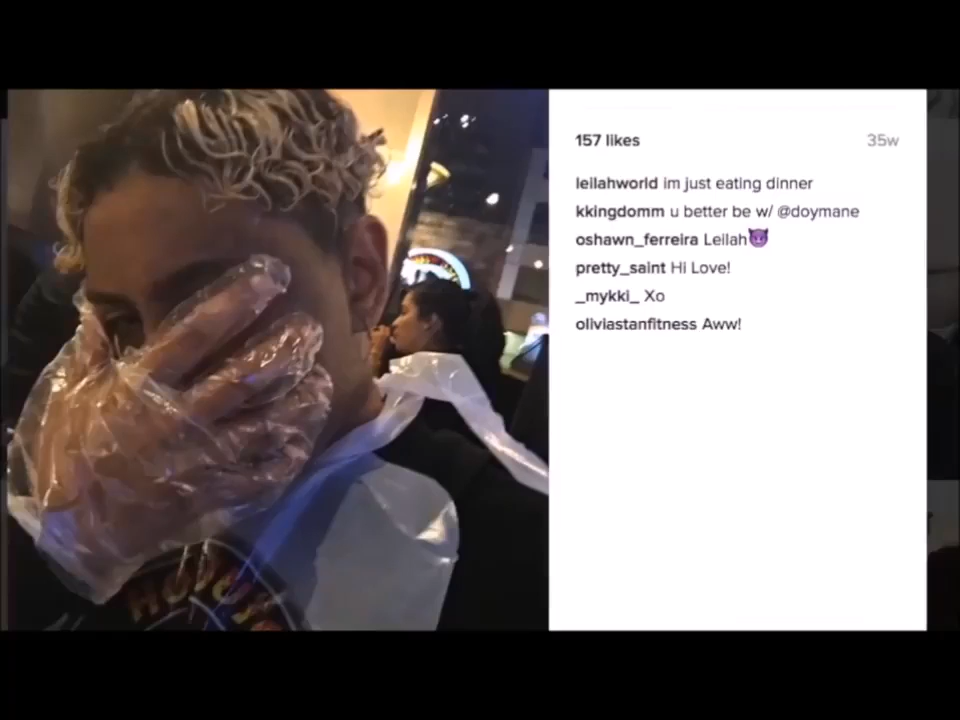 157 likes 35w
leilahworld im just eating dinner
kkingdomm u better be w/ @doymane
oshawn_ferreira Leilah😈
pretty_saint Hi Love!
_mykki_ Xo
oliviastanfitness Aww!